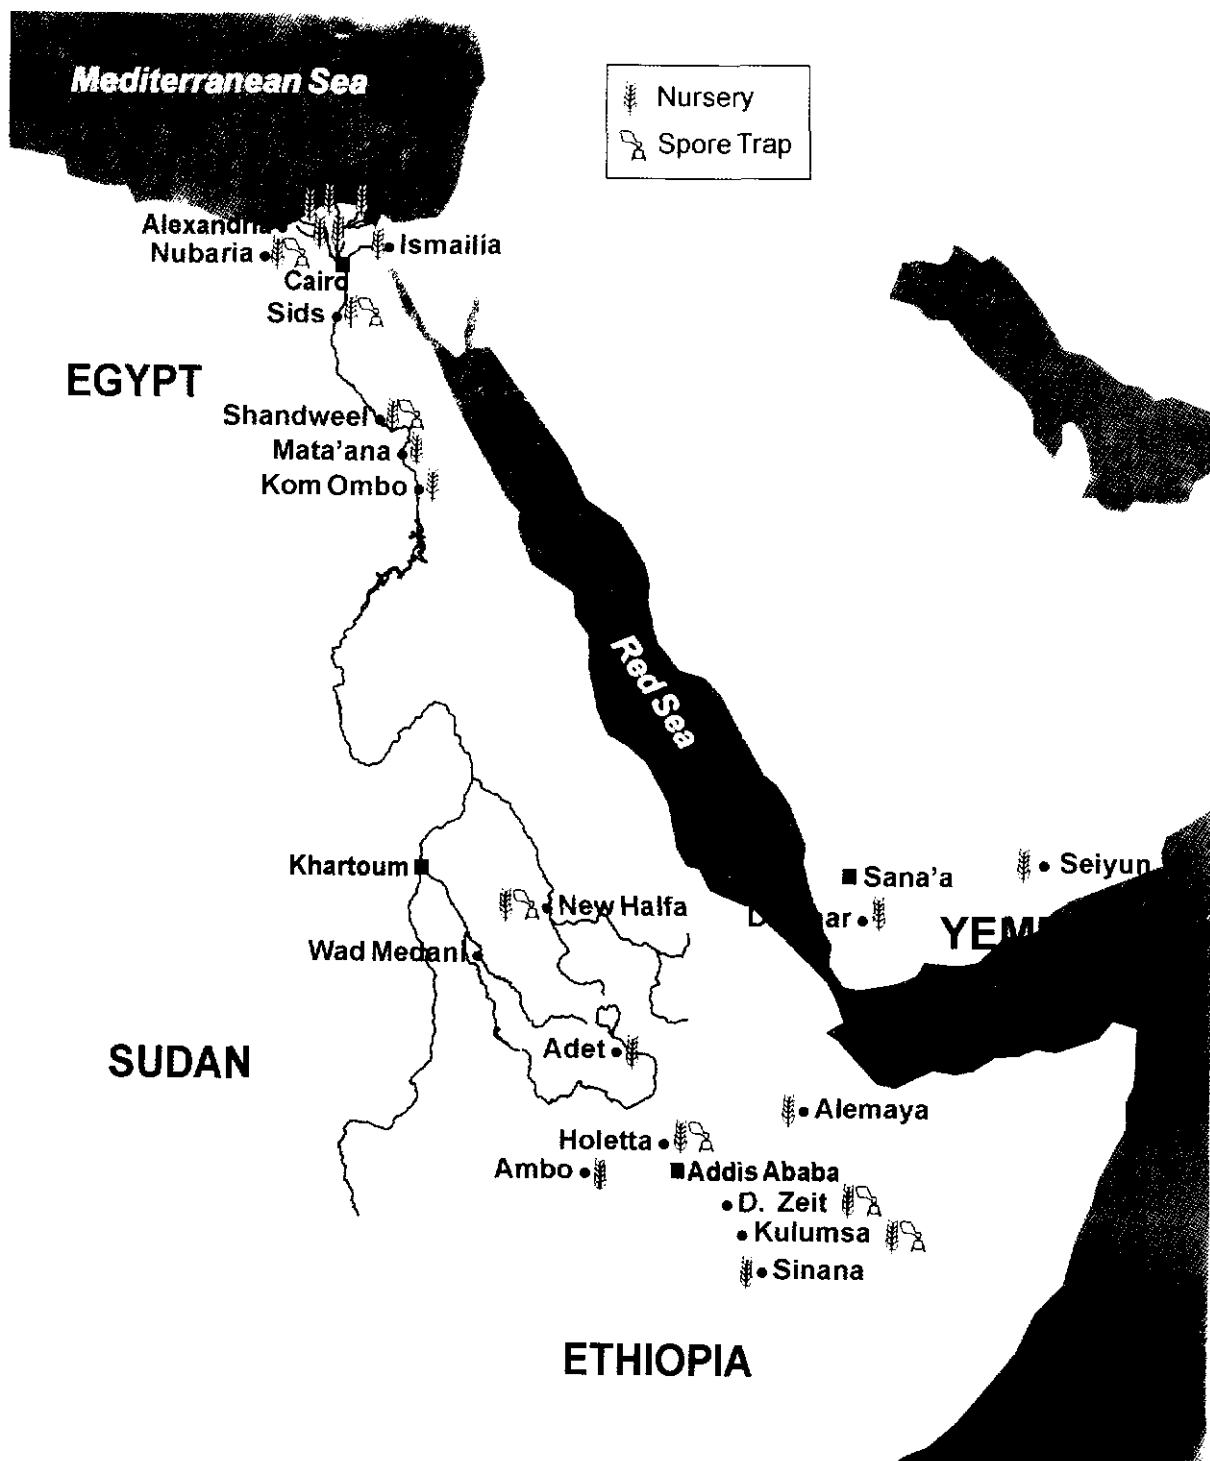 Mediterranean Sea
Nursery
Spore Trap
Alexandria
Nubaria
Ismailia
Cairo
Sids
EGYPT
Shandweel
Mata'ana
Kom Ombo
Red Sea
Khartoum
Sana'a
Seiyun
New Halfa
Wad Medani
SUDAN
Adet
Alemaya
Holetta
Ambo
Addis Ababa
D. Zeit
Kulumsa
Sinana
ETHIOPIA